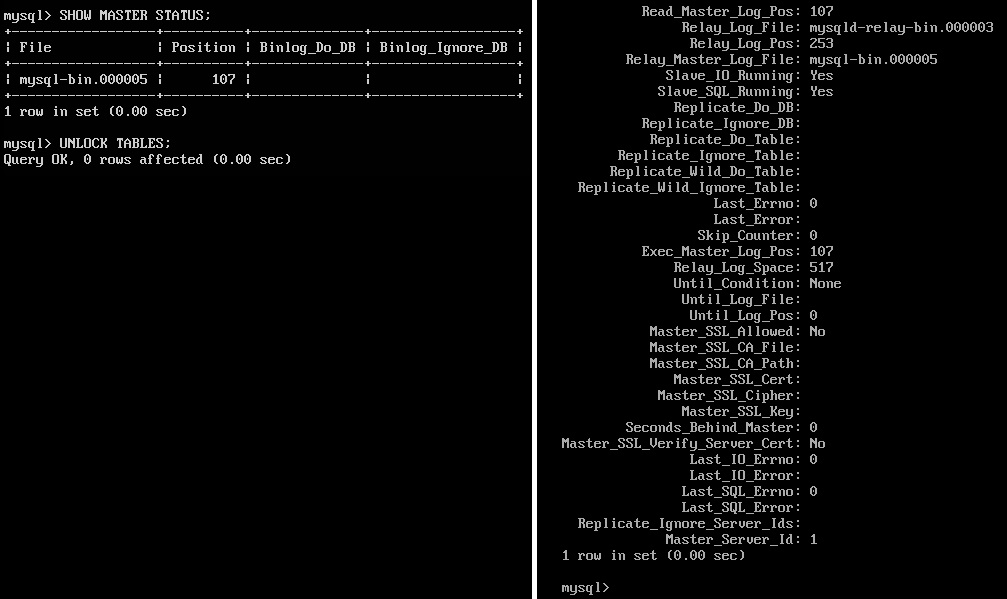 mysql> SHOW MASTER STATUS;
+------------------+----------+--------------+------------------+
| File             | Position | Binlog_Do_DB | Binlog_Ignore_DB |
+------------------+----------+--------------+------------------+
| mysql-bin.000005 |      107 |              |                  |
+------------------+----------+--------------+------------------+
1 row in set (0.00 sec)
mysql> UNLOCK TABLES;
Query OK, 0 rows affected (0.00 sec)
Read_Master_Log_Pos: 107
Relay_Log_File: mysqld-relay-bin.000003
Relay_Log_Pos: 253
Relay_Master_Log_File: mysql-bin.000005
Slave_IO_Running: Yes
Slave_SQL_Running: Yes
Replicate_Do_DB:
Replicate_Ignore_DB:
Replicate_Do_Table:
Replicate_Ignore_Table:
Replicate_Wild_Do_Table:
Replicate_Wild_Ignore_Table:
Last_Errno: 0
Last_Error:
Skip_Counter: 0
Exec_Master_Log_Pos: 107
Relay_Log_Space: 517
Until_Condition: None
Until_Log_File:
Until_Log_Pos: 0
Master_SSL_Allowed: No
Master_SSL_CA_File:
Master_SSL_CA_Path:
Master_SSL_Cert:
Master_SSL_Cipher:
Master_SSL_Key:
Seconds_Behind_Master: 0
Master_SSL_Verify_Server_Cert: No
Last_IO_Errno: 0
Last_IO_Error:
Last_SQL_Errno: 0
Last_SQL_Error:
Replicate_Ignore_Server_Ids:
Master_Server_Id: 1
1 row in set (0.00 sec)
mysql>